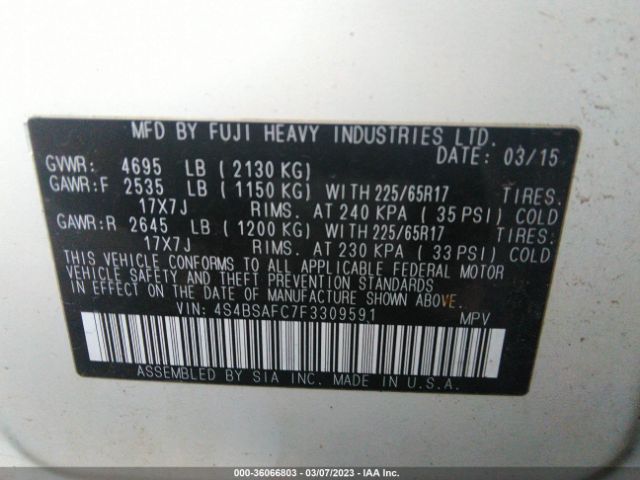 MFD BY FUJI HEAVY INDUSTRIES LTD.
DATE: 03/15
GVWR: 4695 LB ( 2130 KG)
GAWR:F 2535 LB ( 1150 KG) WITH 225/65R17 TIRES.
17X7J RIMS. AT 240 KPA ( 35 PSI) COLD
GAWR:R 2645 LB ( 1200 KG) WITH 225/65R17 TIRES:
17X7J RIMS. AT 230 KPA ( 33 PSI) COLD
THIS VEHICLE CONFORMS TO ALL APPLICABLE FEDERAL MOTOR
VEHICLE SAFETY AND THEFT PREVENTION STANDARDS
IN EFFECT ON THE DATE OF MANUFACTURE SHOWN ABOVE.
VIN: 4S4BSAFC7F3309591 MPV
ASSEMBLED BY SIA INC. MADE IN U.S.A.
000-36066803 — 03/07/2023 — IAA Inc.